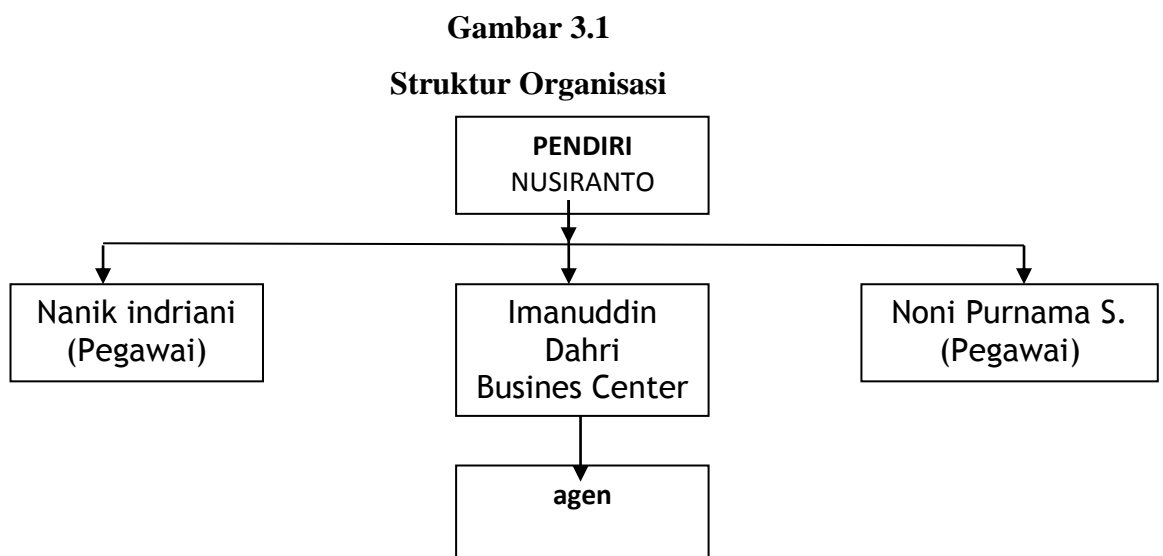 Gambar 3.1
Struktur Organisasi
PENDIRI
NUSIRANTO
Nanik indriani
(Pegawai)
Imanuddin
Dahri
Busines Center
Noni Purnama S.
(Pegawai)
agen